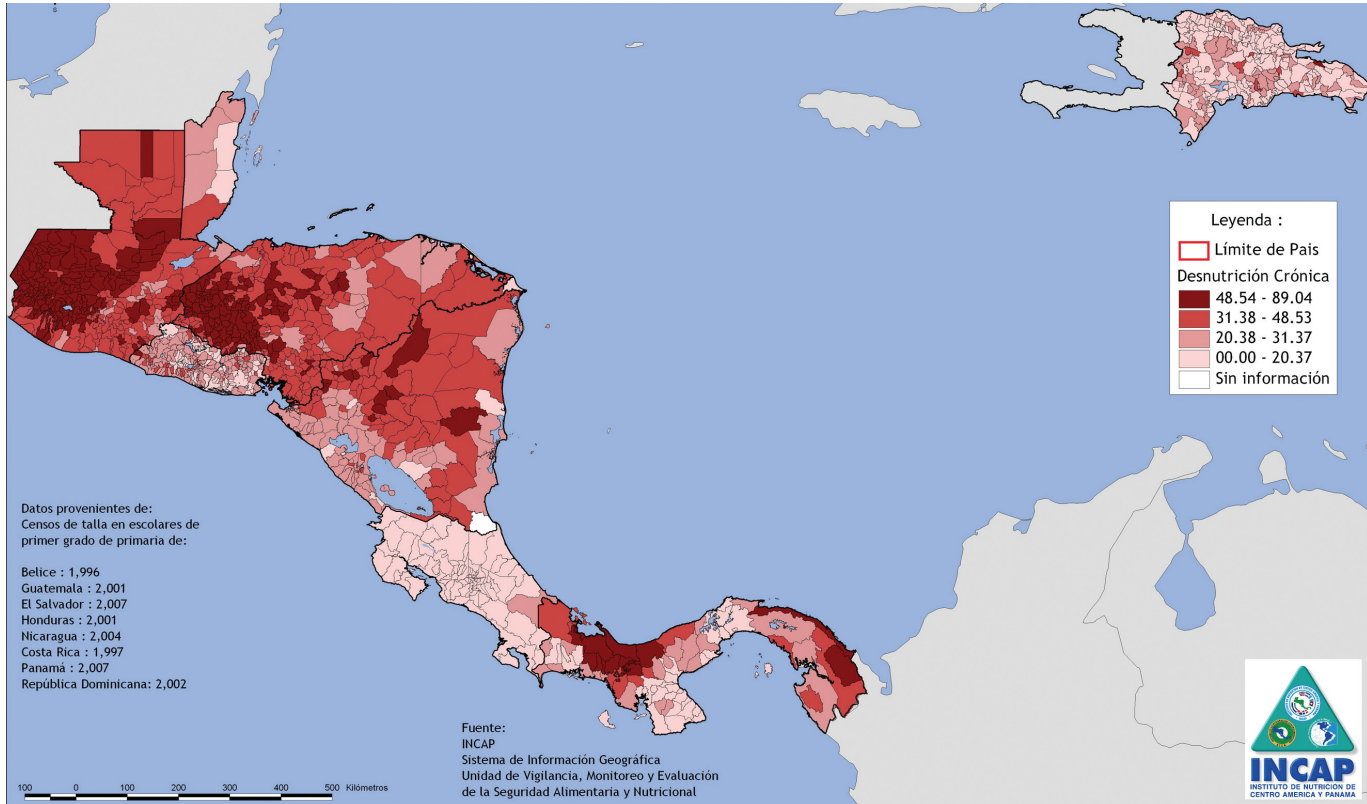 Leyenda :
Límite de Pais
Desnutrición Crónica
48.54 - 89.04
31.38 - 48.53
20.38 - 31.37
00.00 - 20.37
Sin información
Datos provenientes de:
Censos de talla en escolares de
primer grado de primaria de:
Belice : 1,996
Guatemala : 2,001
El Salvador : 2,007
Honduras : 2,001
Nicaragua : 2,004
Costa Rica : 1,997
Panamá : 2,007
República Dominicana: 2,002
Fuente:
INCAP
Sistema de Información Geográfica
Unidad de Vigilancia, Monitoreo y Evaluación
de la Seguridad Alimentaria y Nutricional
100 0 100 200 300 400 500 Kilómetros
INCAP
INSTITUTO DE NUTRICION DE
CENTRO AMERICA Y PANAMA